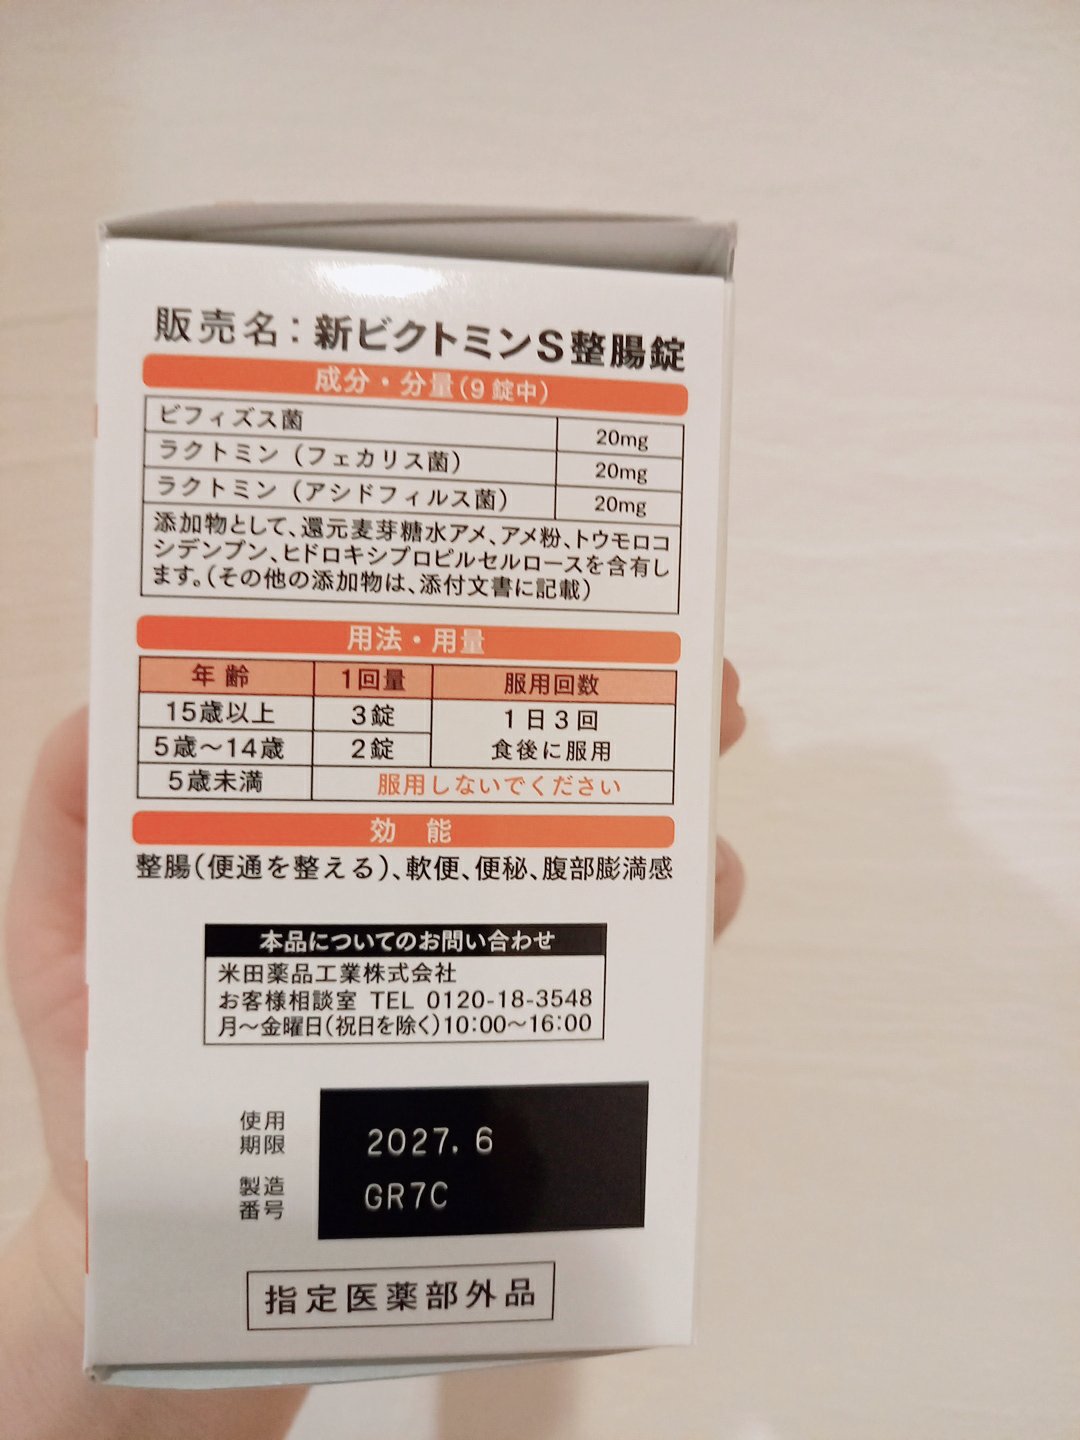 販売名：新ビクトミンS整腸錠
成分・分量(9錠中)
ビフィズス菌 20mg
ラクトミン（フェカリス菌） 20mg
ラクトミン（アシドフィルス菌） 20mg
添加物として、還元麦芽糖水アメ、アメ粉、トウモロコ
シデンプン、ヒドロキシプロピルセルロースを含有し
ます。（その他の添加物は、添付文書に記載）
用法・用量
年齢 1回量 服用回数
15歳以上 3錠 1日3回
5歳〜14歳 2錠 食後に服用
5歳未満 服用しないでください
効能
整腸（便通を整える）、軟便、便秘、腹部膨満感
本品についてのお問い合わせ
米田薬品工業株式会社
お客様相談室 TEL 0120-18-3548
月〜金曜日（祝日を除く）10:00〜16:00
使用
期限
2027.6
製造
番号
GR7C
指定医薬部外品